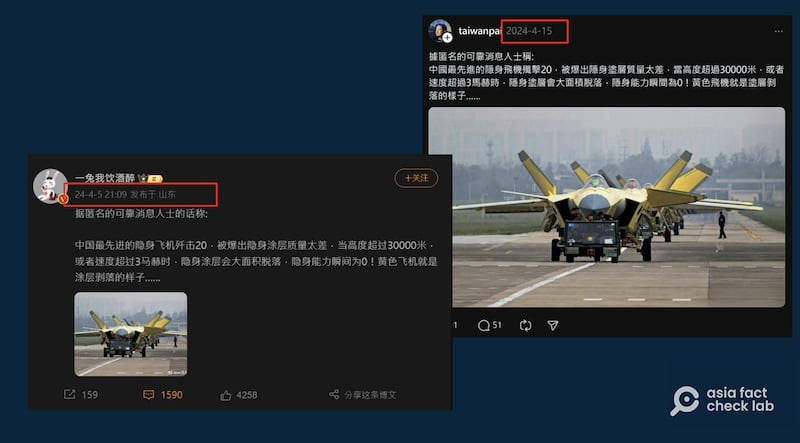 taiwanpai 2024-4-15
據匿名的可靠消息人士稱:
中國最先進的隱身飛機殲擊20，被爆出隱身塗層質量太差，當高度超過30000米，或者
速度超過3馬赫時，隱身塗層會大面積脫落，隱身能力瞬間為0！黃色飛機就是塗層剝
落的樣子......
51
一兔我饮酒醉
+关注
24-4-5 21:09 发布于 山东
据匿名的可靠消息人士的话称:
中国最先进的隐身飞机歼击20，被爆出隐身涂层质量太差，当高度超过30000米，
或者速度超过3马赫时，隐身涂层会大面积脱落，隐身能力瞬间为0！黄色飞机就是
涂层剥落的样子......
159
1590
4258
分享这条博文
asia fact
check lab